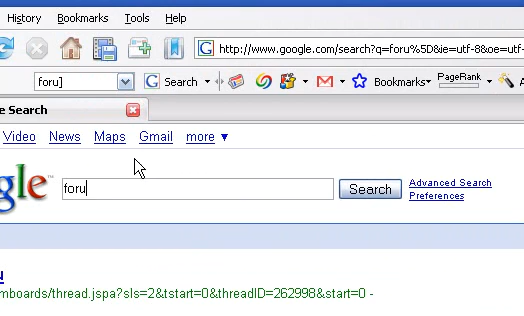 History Bookmarks Tools Help
G http://www.google.com/search?q=foru%5D&ie=utf-8&oe=utf-
foru] G Search Bookmarks PageRank A
e Search
Video News Maps Gmail more ▼
gle™ foru Search Advanced Search
Preferences
u
mboards/thread.jspa?sls=2&tstart=0&threadID=262998&start=0 -